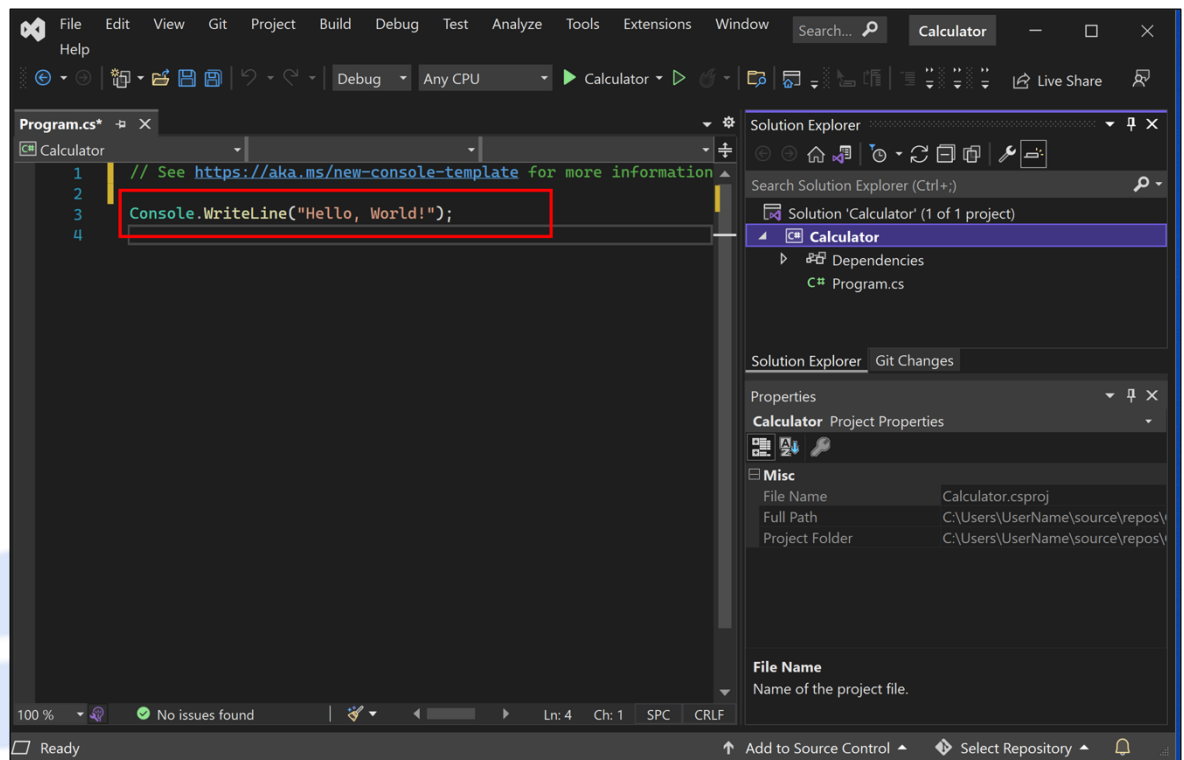 File Edit View Git Project Build Debug Test Analyze Tools Extensions Window Search... Calculator
Help
Debug Any CPU Calculator Live Share
Program.cs*
Calculator
1 // See https://aka.ms/new-console-template for more information
2
3 Console.WriteLine("Hello, World!");
4
100 % No issues found Ln: 4 Ch: 1 SPC CRLF
Solution Explorer
Search Solution Explorer (Ctrl+;)
Solution 'Calculator' (1 of 1 project)
C# Calculator
Dependencies
C# Program.cs
Solution Explorer Git Changes
Properties
Calculator Project Properties
Misc
File Name Calculator.csproj
Full Path C:\Users\UserName\source\repos\
Project Folder C:\Users\UserName\source\repos\
File Name
Name of the project file.
Ready Add to Source Control Select Repository